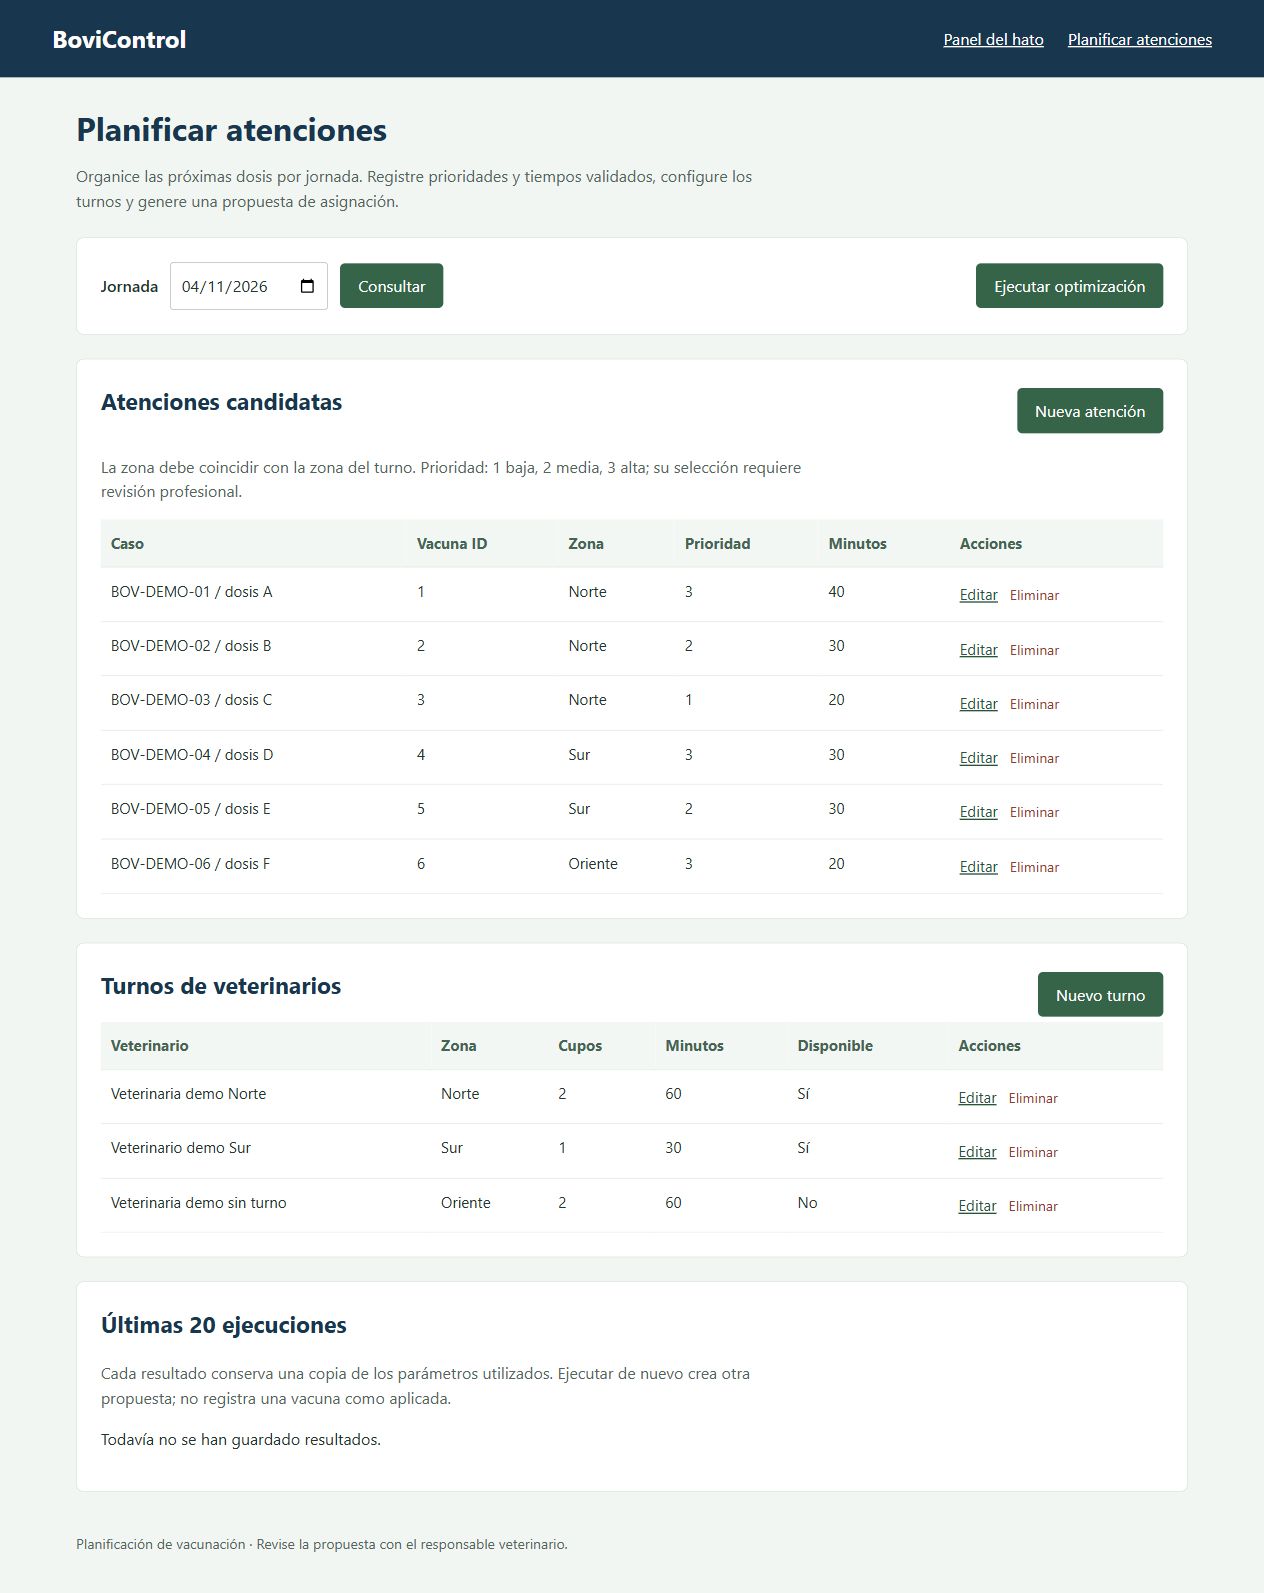 BoviControl
Panel del hato Planificar atenciones
Planificar atenciones
Organice las próximas dosis por jornada. Registre prioridades y tiempos validados, configure los
turnos y genere una propuesta de asignación.
Jornada 04/11/2026 Consultar Ejecutar optimización
Atenciones candidatas Nueva atención
La zona debe coincidir con la zona del turno. Prioridad: 1 baja, 2 media, 3 alta; su selección requiere
revisión profesional.
Caso Vacuna ID Zona Prioridad Minutos Acciones
BOV-DEMO-01 / dosis A 1 Norte 3 40 Editar Eliminar
BOV-DEMO-02 / dosis B 2 Norte 2 30 Editar Eliminar
BOV-DEMO-03 / dosis C 3 Norte 1 20 Editar Eliminar
BOV-DEMO-04 / dosis D 4 Sur 3 30 Editar Eliminar
BOV-DEMO-05 / dosis E 5 Sur 2 30 Editar Eliminar
BOV-DEMO-06 / dosis F 6 Oriente 3 20 Editar Eliminar
Turnos de veterinarios Nuevo turno
Veterinario Zona Cupos Minutos Disponible Acciones
Veterinaria demo Norte Norte 2 60 Sí Editar Eliminar
Veterinario demo Sur Sur 1 30 Sí Editar Eliminar
Veterinaria demo sin turno Oriente 2 60 No Editar Eliminar
Últimas 20 ejecuciones
Cada resultado conserva una copia de los parámetros utilizados. Ejecutar de nuevo crea otra
propuesta; no registra una vacuna como aplicada.
Todavía no se han guardado resultados.
Planificación de vacunación · Revise la propuesta con el responsable veterinario.